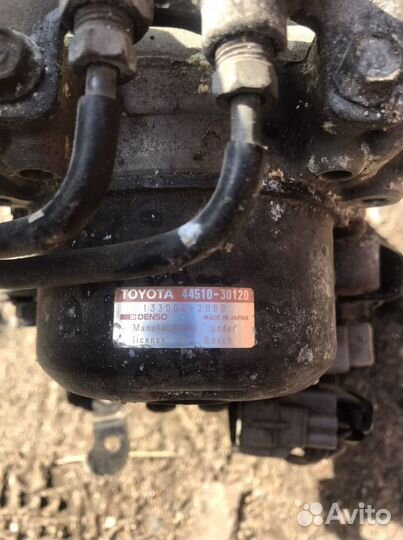 TOYOTA 44510-30120
133000-2080
DENSO MADE IN JAPAN
Manufactured under
license Bosch
Avito